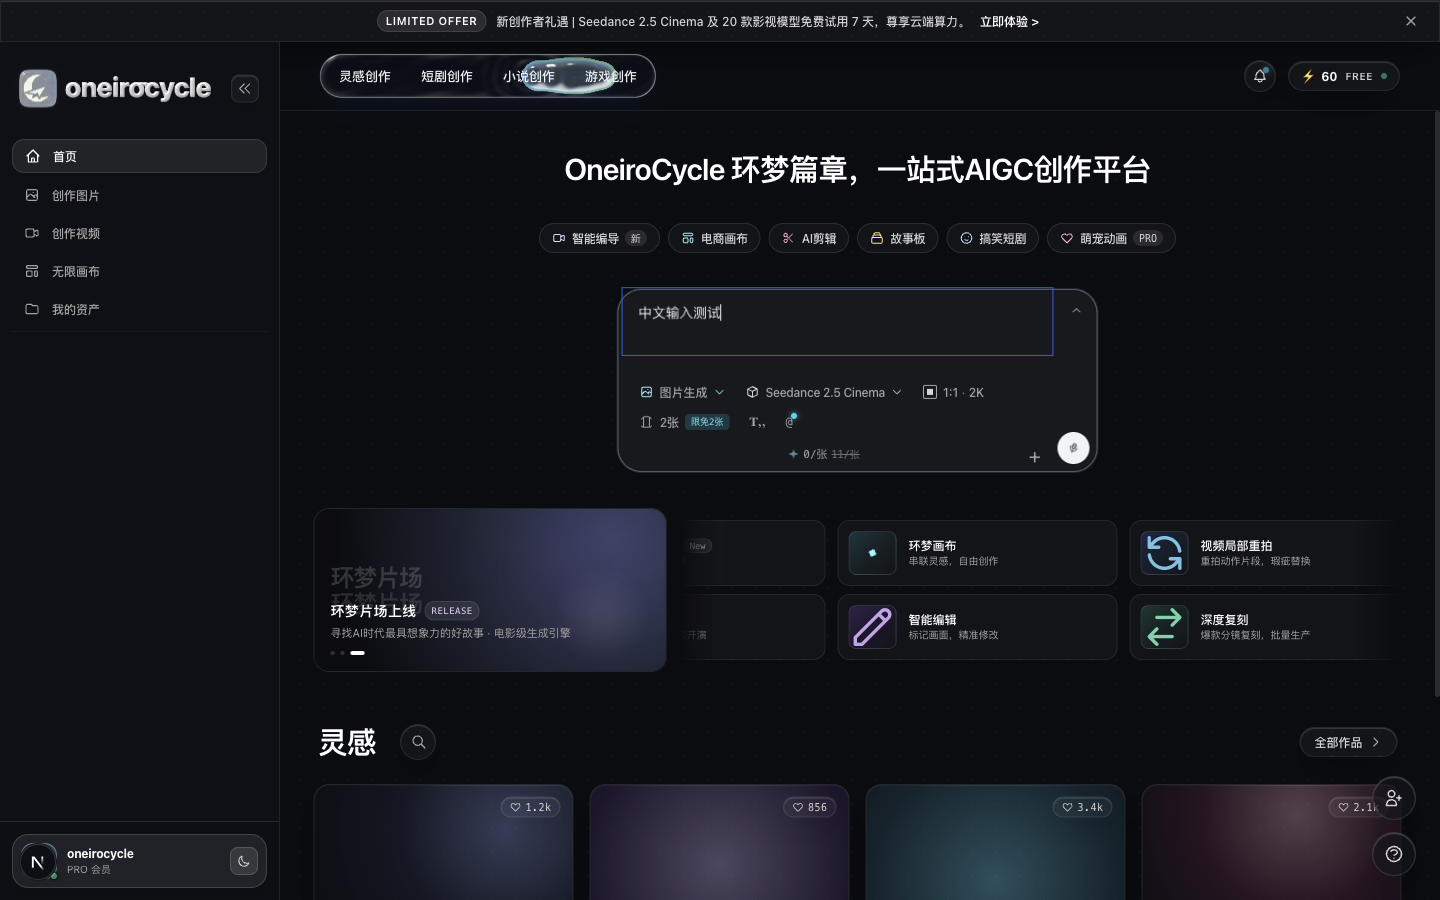 LIMITED OFFER 新创作者礼遇 | Seedance 2.5 Cinema 及 20 款影视模型免费试用 7 天，尊享云端算力。 立即体验 >
oneirocycle
灵感创作 短剧创作 小说创作 游戏创作
60 FREE
首页
创作图片
创作视频
无限画布
我的资产
OneiroCycle 环梦篇章，一站式AIGC创作平台
智能编导 新 电商画布 AI剪辑 故事板 搞笑短剧 萌宠动画 PRO
中文输入测试
图片生成 Seedance 2.5 Cinema 1:1 · 2K
2张 限免2张 T,, @
0/张 11/张
环梦片场
环梦片场
环梦片场上线 RELEASE
寻找AI时代最具想象力的好故事 · 电影级生成引擎
New
开演
环梦画布
串联灵感，自由创作
视频局部重拍
重拍动作片段，瑕疵替换
智能编辑
标记画面，精准修改
深度复刻
爆款分镜复刻，批量生产
灵感
全部作品
1.2k 856 3.4k 2.1k
N
oneirocycle
PRO 会员